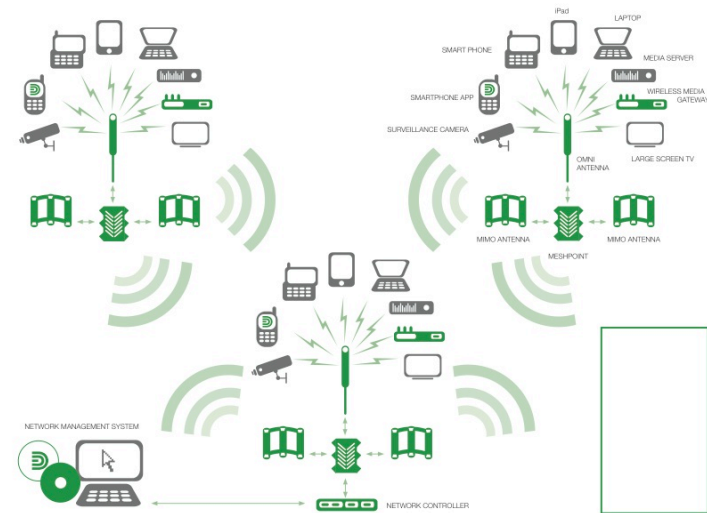 iPad
LAPTOP
SMART PHONE
MEDIA SERVER
SMARTPHONE APP
WIRELESS MEDIA
GATEWAY
SURVEILLANCE CAMERA
OMNI
ANTENNA
LARGE SCREEN TV
MIMO ANTENNA
MIMO ANTENNA
MESHPOINT
NETWORK MANAGEMENT SYSTEM
NETWORK CONTROLLER